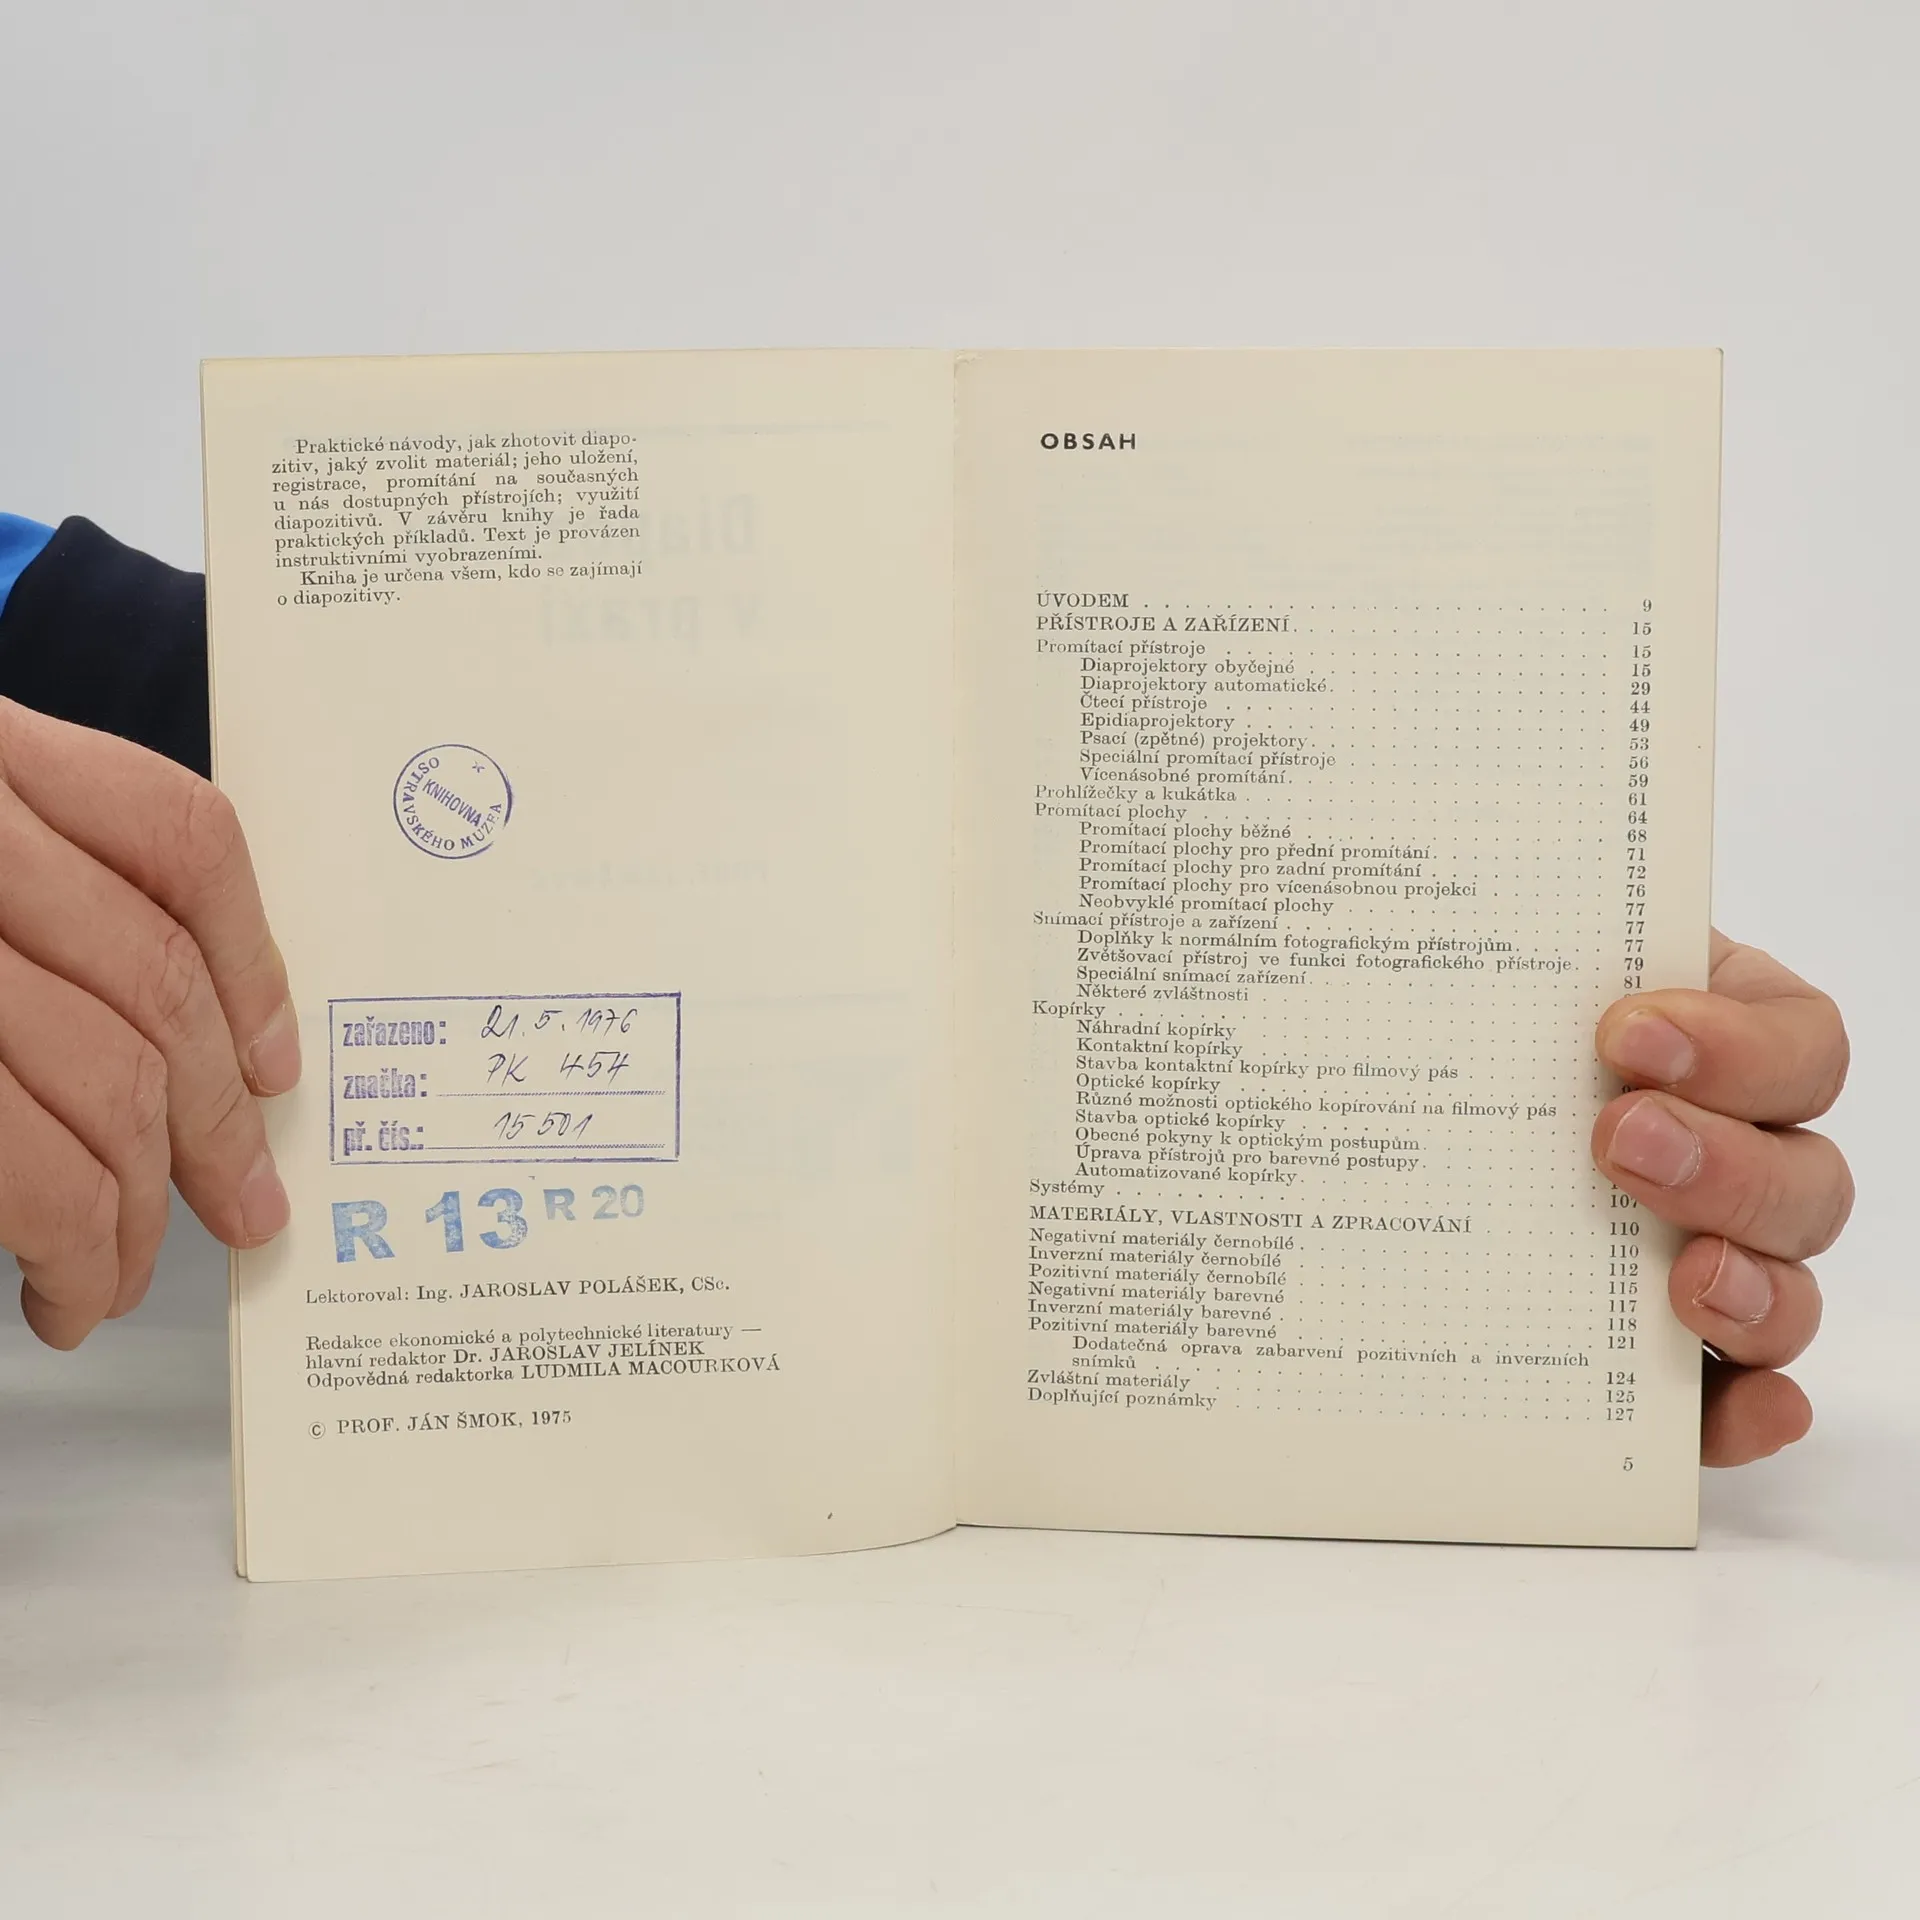 Praktické návody, jak zhotovit diapo-
zitiv, jaký zvolit materiál; jeho uložení,
registrace, promítání na současných
u nás dostupných přístrojích; využití
diapozitivů. V závěru knihy je řada
praktických příkladů. Text je provázen
instruktivními vyobrazeními.
Kniha je určena všem, kdo se zajímají
o diapozitivy.
KNIHOVNA
OSTRAVSKÉHO MUZEA
zařazeno: 21. 5. 1976
značka: PK 454
př. čís.: 15 501
R 13 R 20
Lektoroval: Ing. JAROSLAV POLÁŠEK, CSc.
Redakce ekonomické a polytechnické literatury —
hlavní redaktor Dr. JAROSLAV JELÍNEK
Odpovědná redaktorka LUDMILA MACOURKOVÁ
© PROF. JÁN ŠMOK, 1975
OBSAH
ÚVODEM . . . . . . . . . . 9
PŘÍSTROJE A ZAŘÍZENÍ. . . . . . . . . . 15
Promítací přístroje . . . . . . . . . . 15
Diaprojektory obyčejné . . . . . . . . . . 15
Diaprojektory automatické. . . . . . . . . . 29
Čtecí přístroje . . . . . . . . . . 44
Epidiaprojektory . . . . . . . . . . 49
Psací (zpětné) projektory. . . . . . . . . . 53
Speciální promítací přístroje . . . . . . . . . . 56
Vícenásobné promítání. . . . . . . . . . 59
Prohlížečky a kukátka . . . . . . . . . . 61
Promítací plochy . . . . . . . . . . 64
Promítací plochy běžné . . . . . . . . . . 68
Promítací plochy pro přední promítání. . . . . . . . . . 71
Promítací plochy pro zadní promítání . . . . . . . . . . 72
Promítací plochy pro vícenásobnou projekci . . . . . . 76
Neobvyklé promítací plochy . . . . . . . . . . 77
Snímací přístroje a zařízení . . . . . . . . . . 77
Doplňky k normálním fotografickým přístrojům. . . . . 77
Zvětšovací přístroj ve funkci fotografického přístroje. . 79
Speciální snímací zařízení. . . . . . . . . . 81
Některé zvláštnosti . . . . . . . . . .
Kopírky . . . . . . . . . .
Náhradní kopírky . . . . . . . . . .
Kontaktní kopírky . . . . . . . . . .
Stavba kontaktní kopírky pro filmový pás . . . . . . .
Optické kopírky . . . . . . . . . .
Různé možnosti optického kopírování na filmový pás . .
Stavba optické kopírky . . . . . . . . . .
Obecné pokyny k optickým postupům. . . . . . . . .
Úprava přístrojů pro barevné postupy. . . . . . . . .
Automatizované kopírky. . . . . . . . . .
Systémy . . . . . . . . . . 107
MATERIÁLY, VLASTNOSTI A ZPRACOVÁNÍ . . . . . . 110
Negativní materiály černobílé . . . . . . . . . . 110
Inverzní materiály černobílé . . . . . . . . . . 112
Pozitivní materiály černobílé . . . . . . . . . . 115
Negativní materiály barevné . . . . . . . . . . 117
Inverzní materiály barevné . . . . . . . . . . 118
Pozitivní materiály barevné . . . . . . . . . . 121
Dodatečná oprava zabarvení pozitivních a inverzních
snímků . . . . . . . . . . 124
Zvláštní materiály . . . . . . . . . . 125
Doplňující poznámky . . . . . . . . . . 127
5